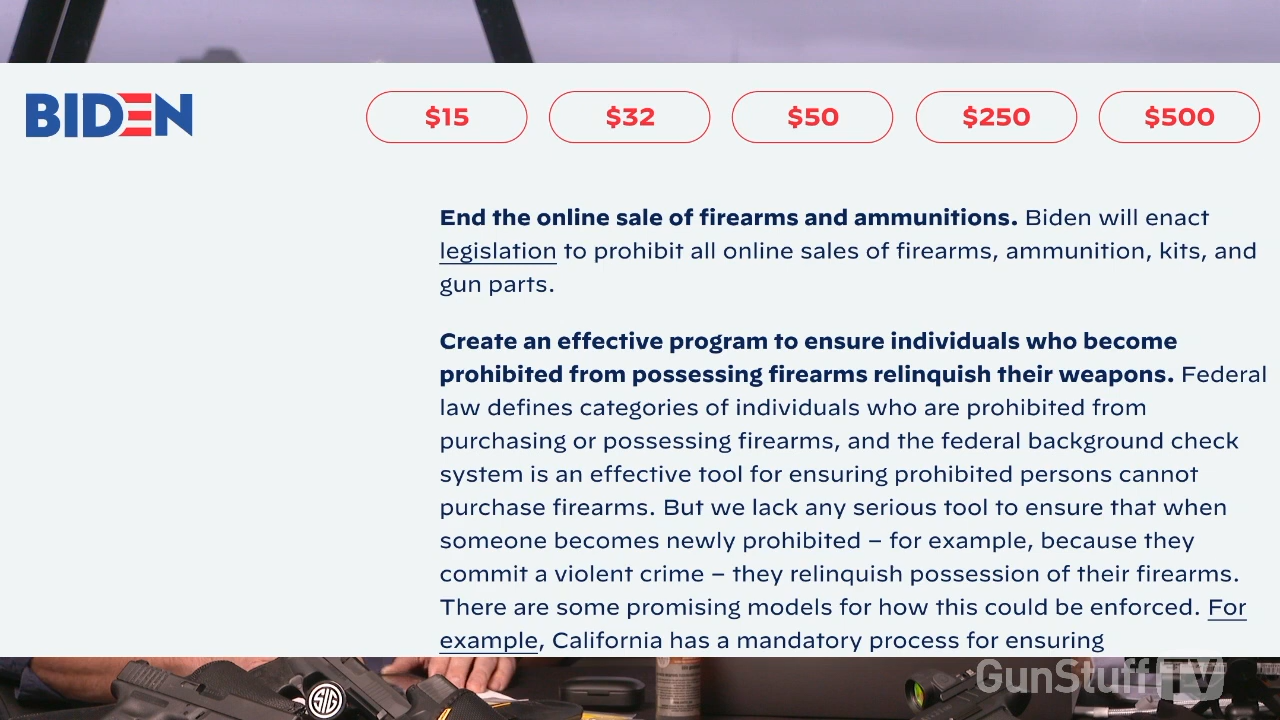 BIDEN
$15 $32 $50 $250 $500
End the online sale of firearms and ammunitions. Biden will enact
legislation to prohibit all online sales of firearms, ammunition, kits, and
gun parts.
Create an effective program to ensure individuals who become
prohibited from possessing firearms relinquish their weapons. Federal
law defines categories of individuals who are prohibited from
purchasing or possessing firearms, and the federal background check
system is an effective tool for ensuring prohibited persons cannot
purchase firearms. But we lack any serious tool to ensure that when
someone becomes newly prohibited – for example, because they
commit a violent crime – they relinquish possession of their firearms.
There are some promising models for how this could be enforced. For
example, California has a mandatory process for ensuring
GunStuff TV
SIG